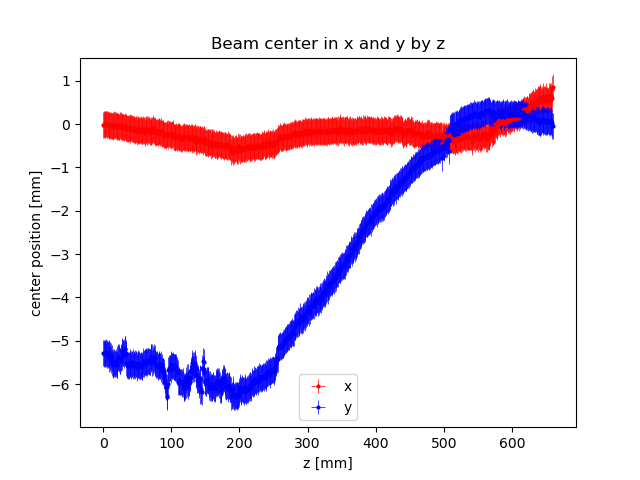 Beam center in x and y by z
center position [mm]
1
0
−1
−2
−3
−4
−5
−6
0 100 200 300 400 500 600
z [mm]
x
y